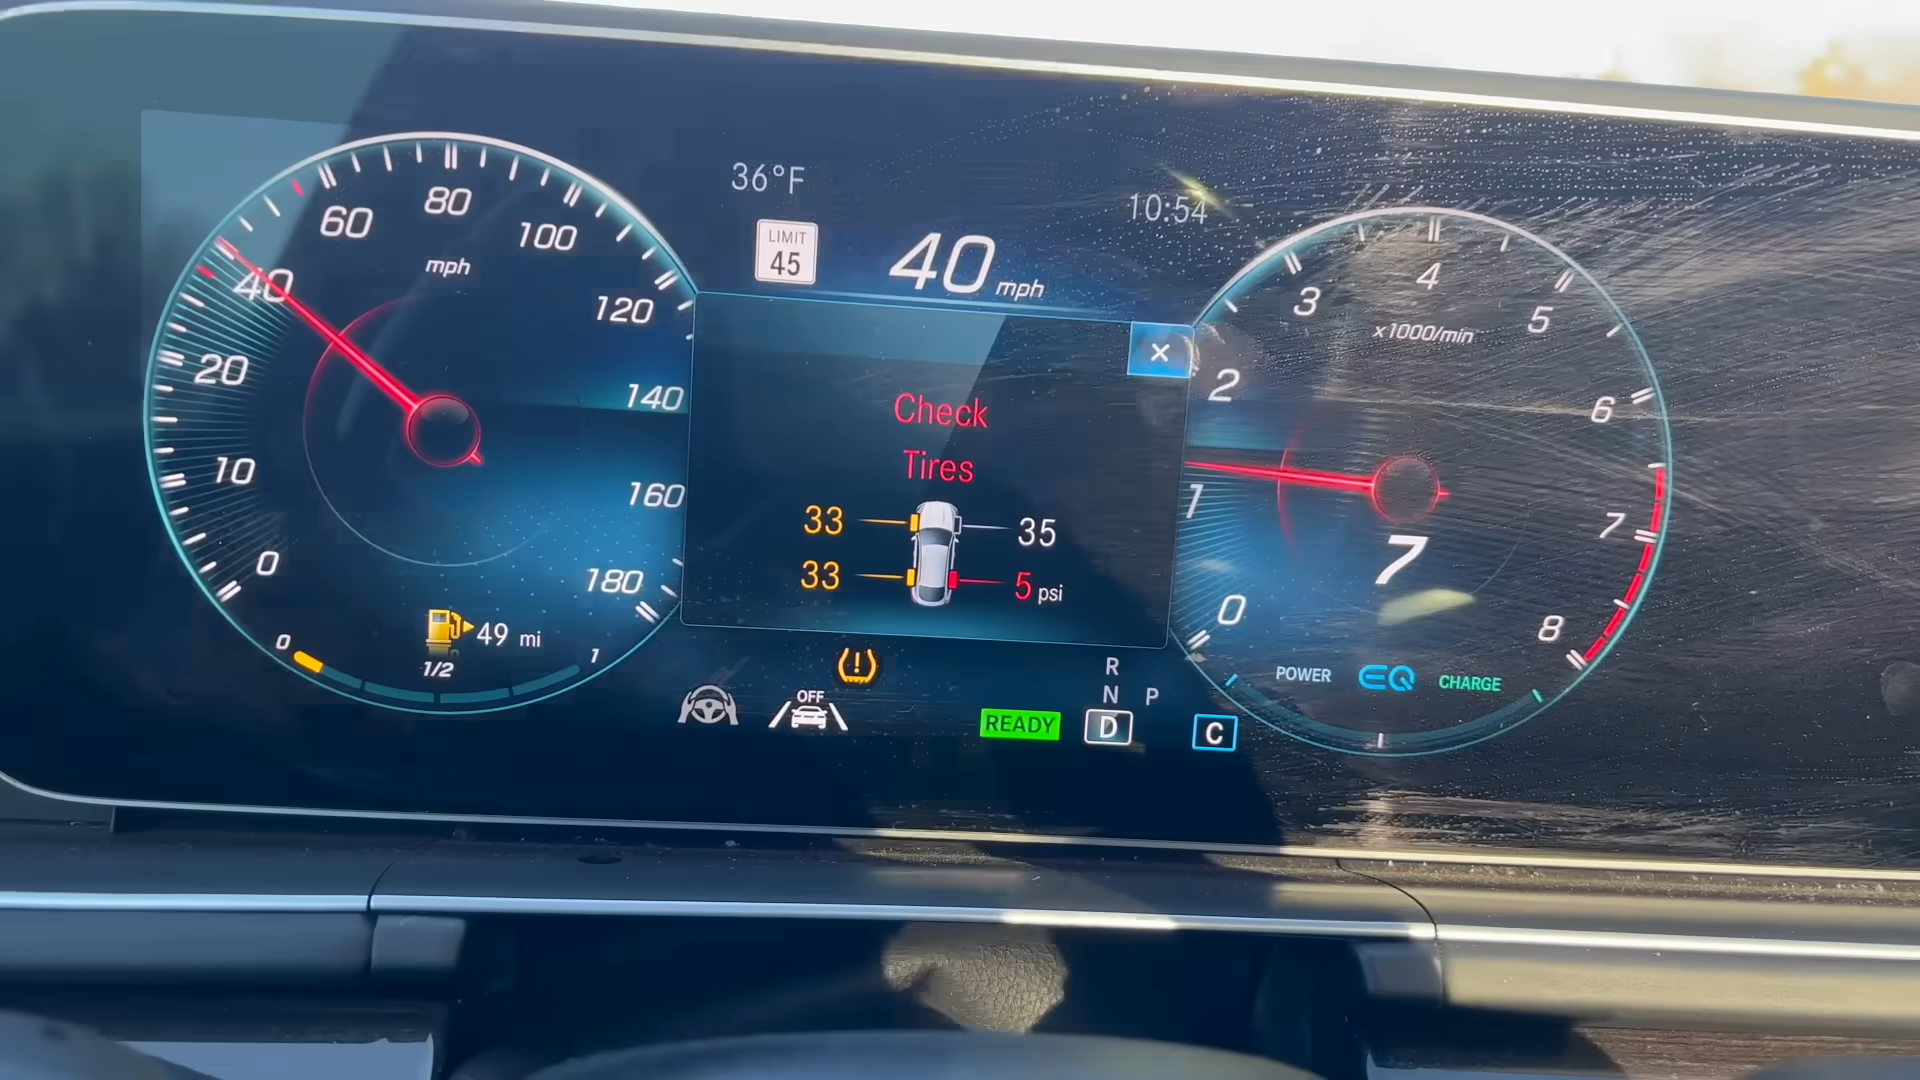 36°F
10:54
LIMIT
45
40 mph
0
10
20
40
60
80
100
120
140
160
180
mph
49 mi
0
1/2
1
Check
Tires
33
35
33
5 psi
OFF
READY
R
N
P
D
C
0
1
2
3
4
5
6
7
8
x1000/min
7
POWER
EQ
CHARGE